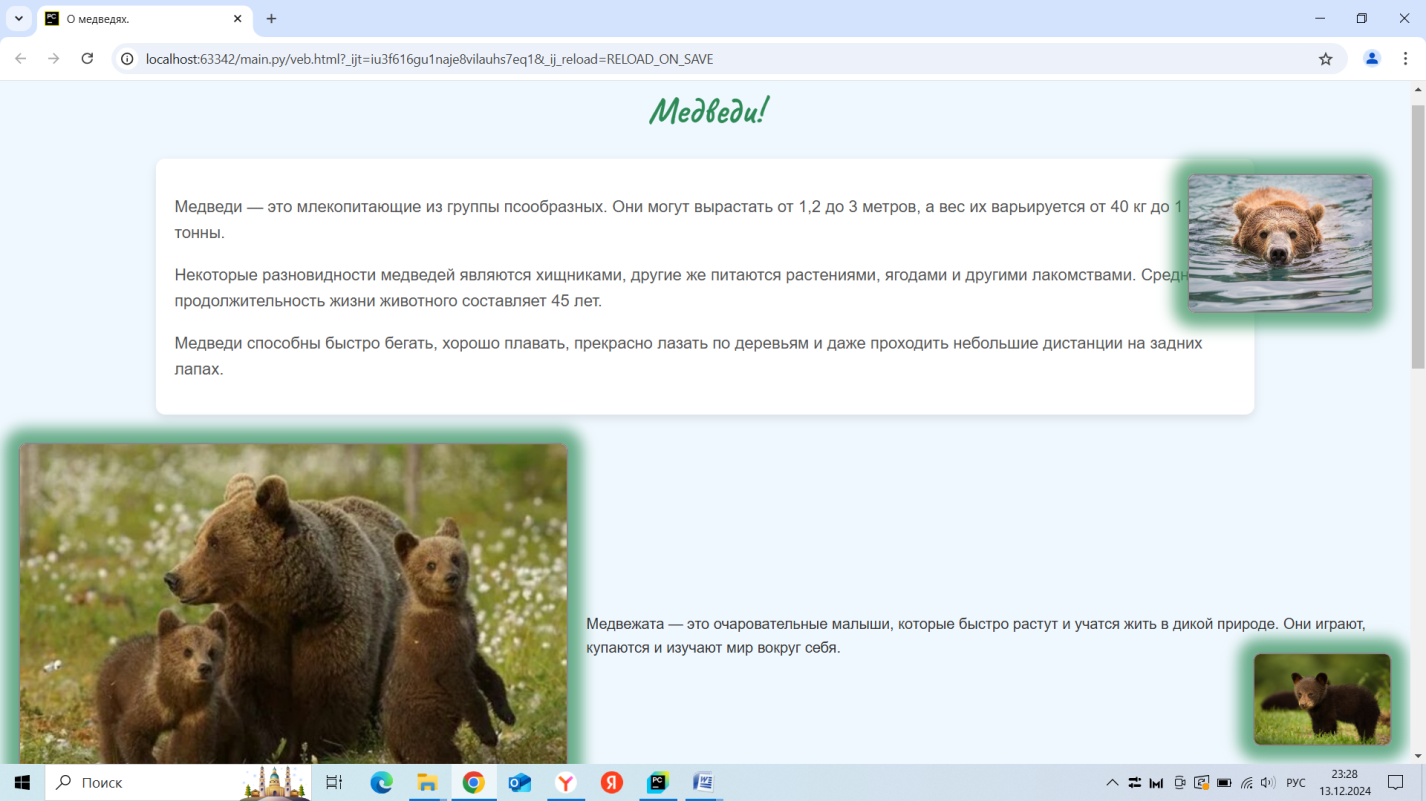 О медведях.
localhost:63342/main.py/veb.html?_ijt=iu3f616gu1naje8vilauhs7eq1&_ij_reload=RELOAD_ON_SAVE
Медведи!
Медведи — это млекопитающие из группы псообразных. Они могут вырастать от 1,2 до 3 метров, а вес их варьируется от 40 кг до 1
тонны.
Некоторые разновидности медведей являются хищниками, другие же питаются растениями, ягодами и другими лакомствами. Средн
продолжительность жизни животного составляет 45 лет.
Медведи способны быстро бегать, хорошо плавать, прекрасно лазать по деревьям и даже проходить небольшие дистанции на задних
лапах.
Медвежата — это очаровательные малыши, которые быстро растут и учатся жить в дикой природе. Они играют,
купаются и изучают мир вокруг себя.
Поиск
РУС
23:28
13.12.2024